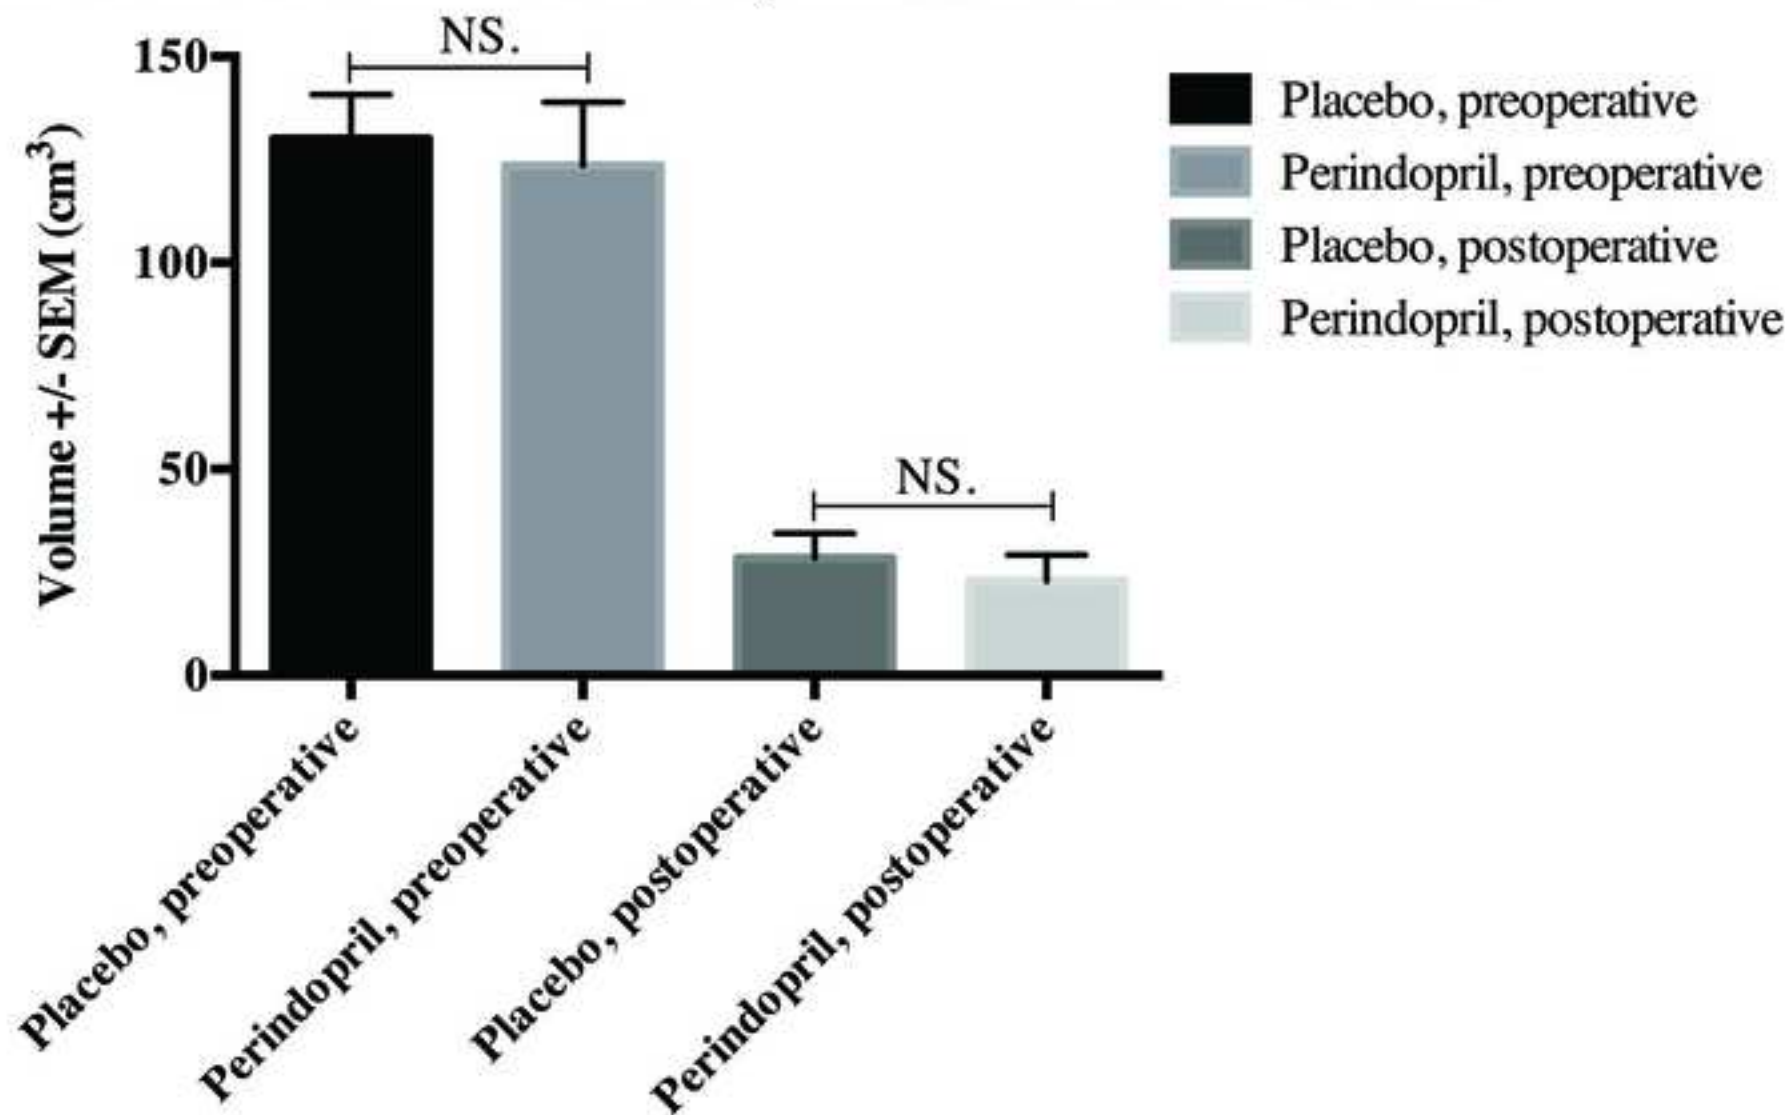 NS.
150
100
50
0
Volume +/- SEM (cm³)
NS.
Placebo, preoperative
Perindopril, preoperative
Placebo, postoperative
Perindopril, postoperative
Placebo, preoperative
Perindopril, preoperative
Placebo, postoperative
Perindopril, postoperative